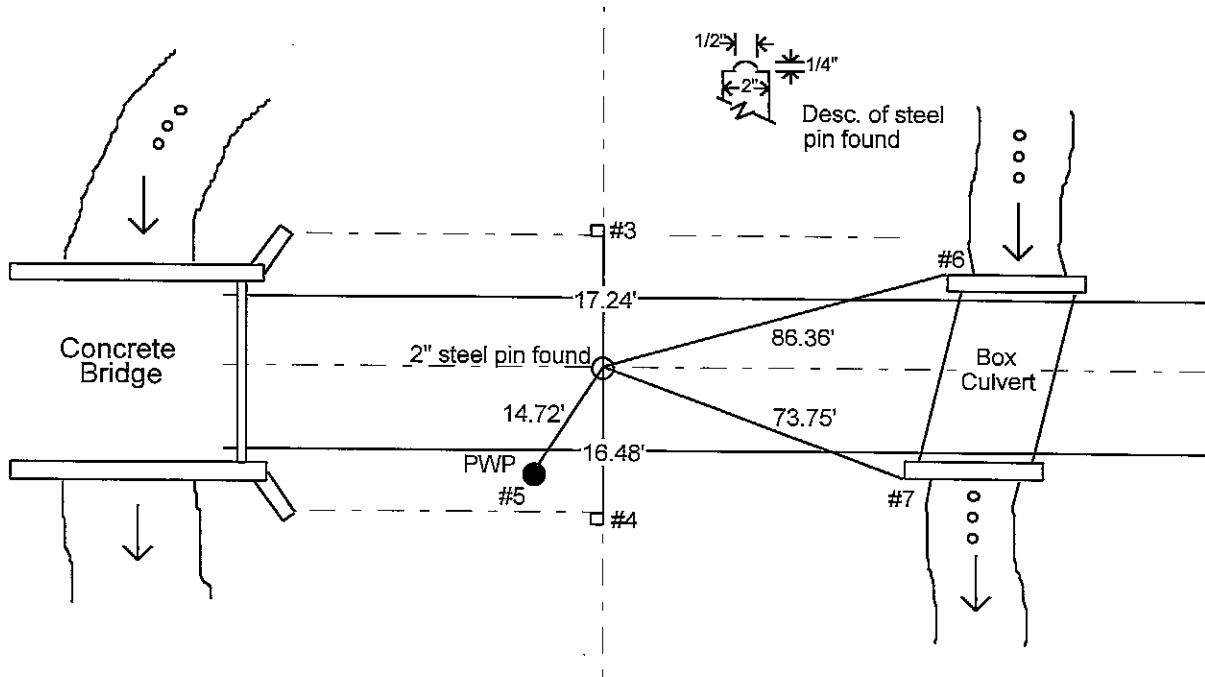 1/2"
1/4"
2"
Desc. of steel
pin found
#3
#6
17.24'
86.36'
Concrete
Bridge
2" steel pin found
Box
Culvert
14.72'
73.75'
16.48'
PWP
#5
#7
#4